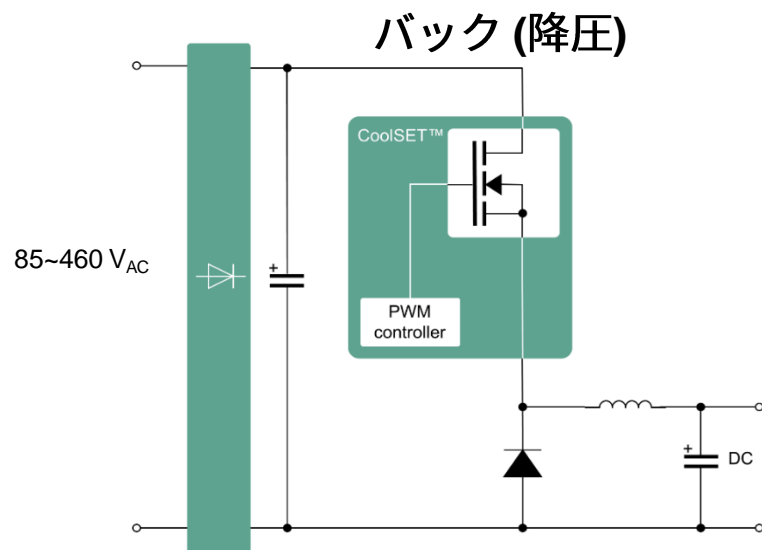 バック (降圧)
CoolSET™
85~460 VAC
PWM
controller
DC